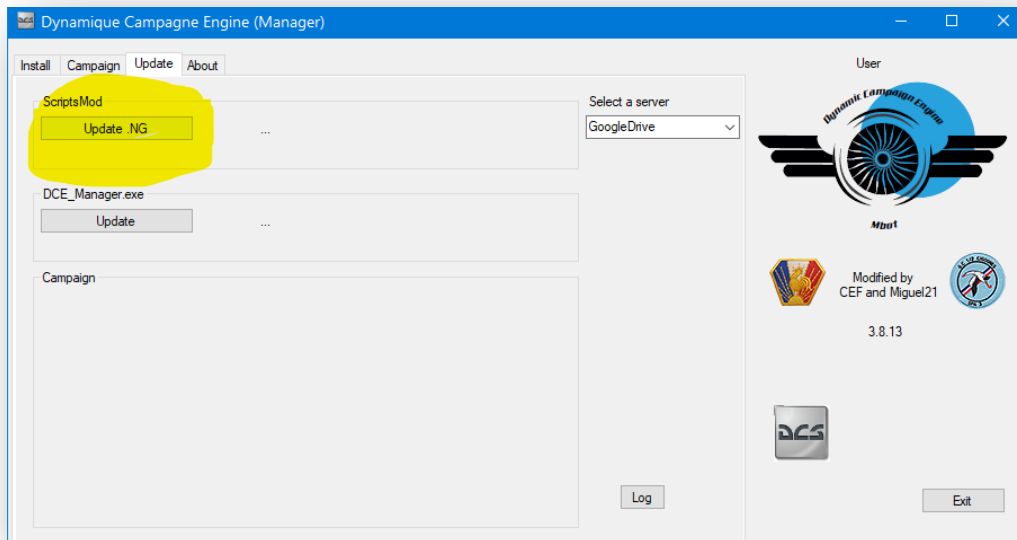 Dynamique Campagne Engine (Manager)
Install Campaign Update About
ScriptsMod
Update .NG
...
DCE_Manager.exe
Update
...
Campaign
Select a server
GoogleDrive
Log
User
Dynamic Campaign Engine
Mbot
Modified by
CEF and Miguel21
3.8.13
DCS
Exit